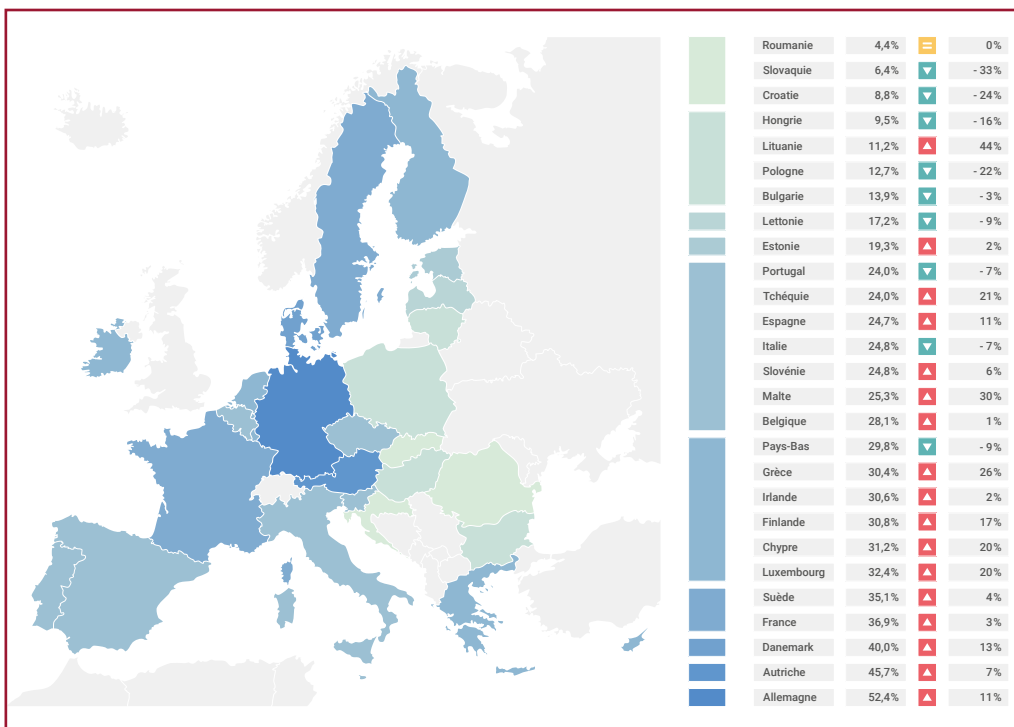 Roumanie 4,4% = 0%
Slovaquie 6,4% ▼ - 33%
Croatie 8,8% ▼ - 24%
Hongrie 9,5% ▼ - 16%
Lituanie 11,2% ▲ 44%
Pologne 12,7% ▼ - 22%
Bulgarie 13,9% ▼ - 3%
Lettonie 17,2% ▼ - 9%
Estonie 19,3% ▲ 2%
Portugal 24,0% ▼ - 7%
Tchéquie 24,0% ▲ 21%
Espagne 24,7% ▲ 11%
Italie 24,8% ▼ - 7%
Slovénie 24,8% ▲ 6%
Malte 25,3% ▲ 30%
Belgique 28,1% ▲ 1%
Pays-Bas 29,8% ▼ - 9%
Grèce 30,4% ▲ 26%
Irlande 30,6% ▲ 2%
Finlande 30,8% ▲ 17%
Chypre 31,2% ▲ 20%
Luxembourg 32,4% ▲ 20%
Suède 35,1% ▲ 4%
France 36,9% ▲ 3%
Danemark 40,0% ▲ 13%
Autriche 45,7% ▲ 7%
Allemagne 52,4% ▲ 11%